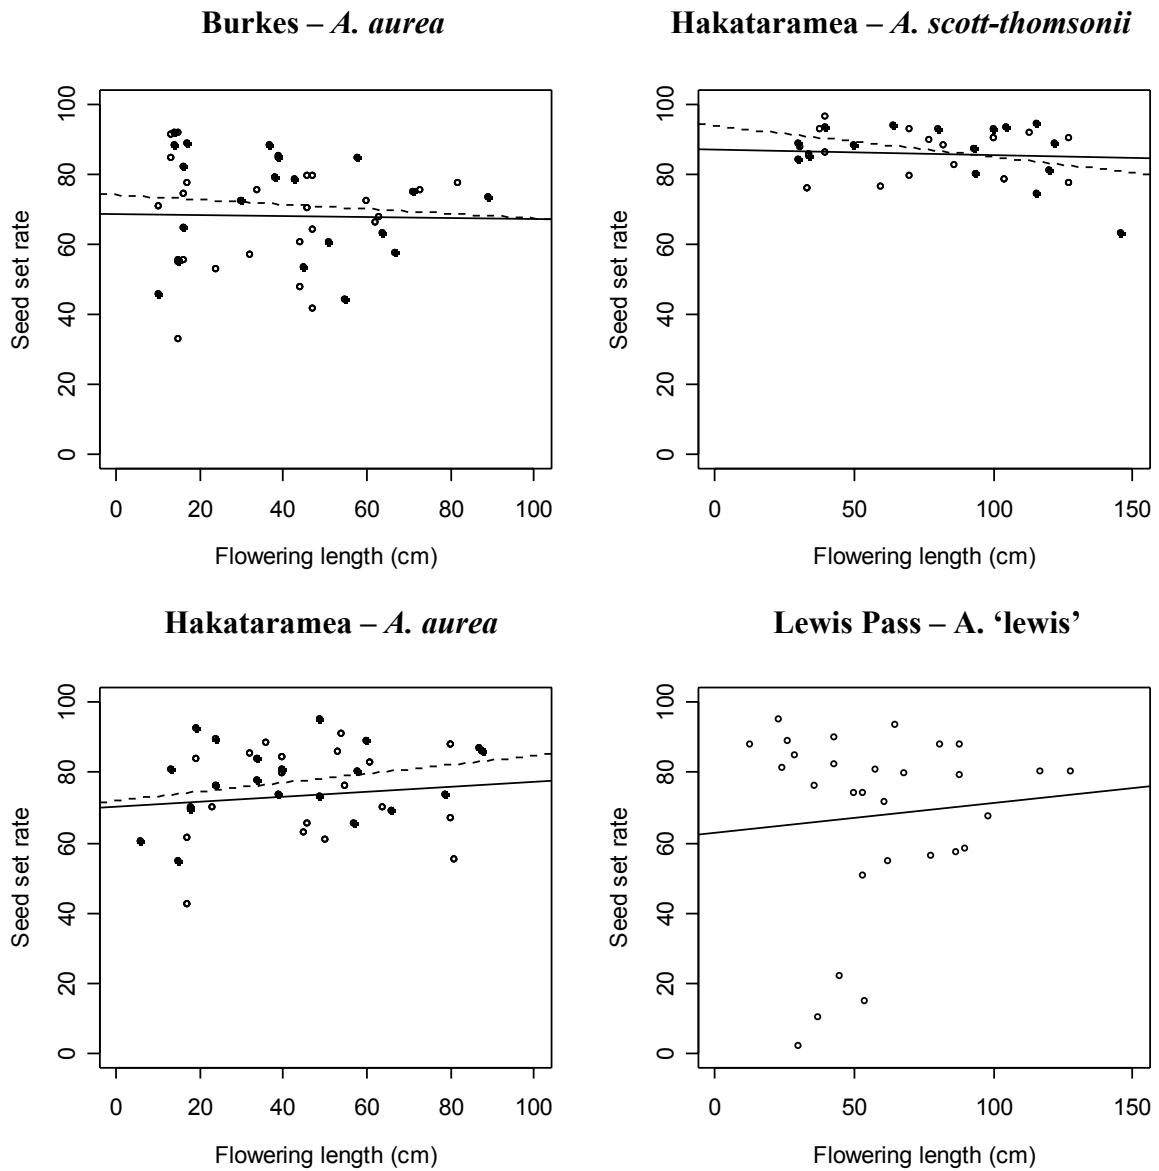 Burkes – A. aurea
Hakataramea – A. scott-thomsonii
Seed set rate
0 20 40 60 80 100
0 20 40 60 80 100
Flowering length (cm)
Seed set rate
0 20 40 60 80 100
0 50 100 150
Flowering length (cm)
Hakataramea – A. aurea
Lewis Pass – A. ‘lewis’
Seed set rate
0 20 40 60 80 100
0 20 40 60 80 100
Flowering length (cm)
Seed set rate
0 20 40 60 80 100
0 50 100 150
Flowering length (cm)